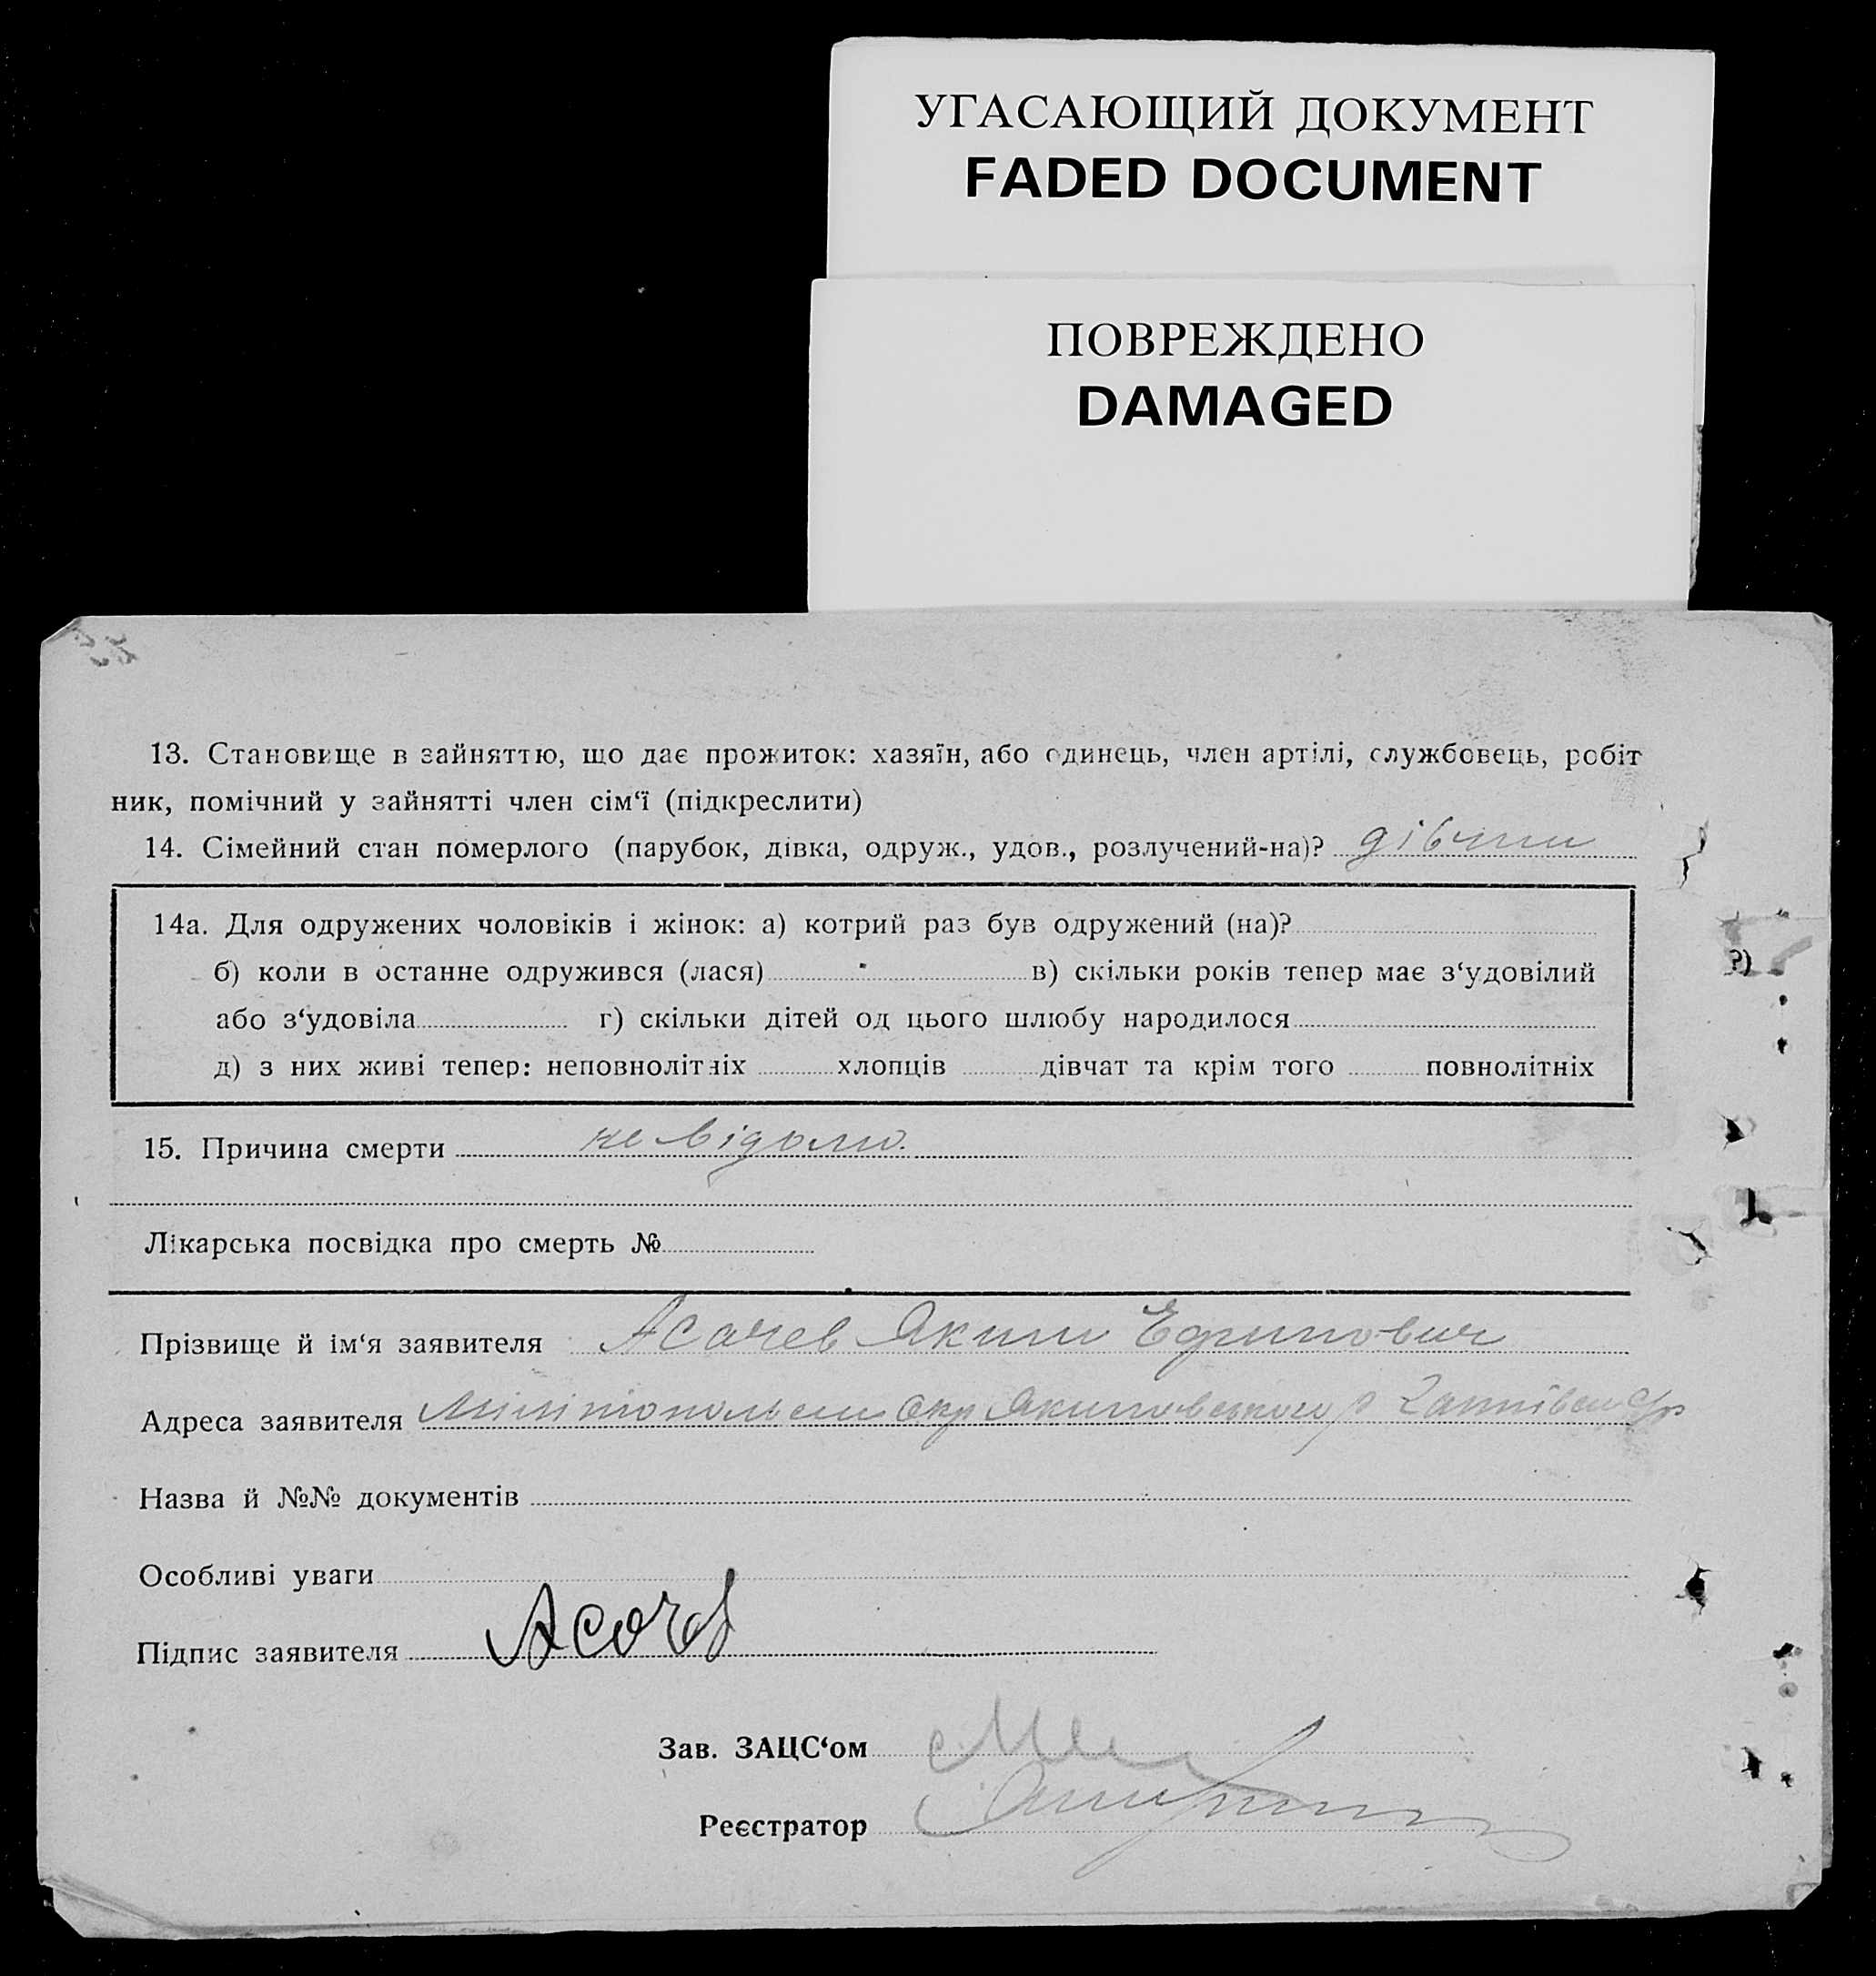 УГАСАЮЩИЙ ДОКУМЕНТ
FADED DOCUMENT
ПОВРЕЖДЕНО
DAMAGED
13. Становище в зайняттю, що дає прожиток: хазяїн, або одинець, член артілі, службовець, робіт
ник, помічний у зайнятті член сім‘ї (підкреслити)
14. Сімейний стан померлого (парубок, дівка, одруж., удов., розлучений-на)?
14а. Для одружених чоловіків і жінок: а) котрий раз був одружений (на)?
б) коли в останнє одружився (лася) в) скільки років тепер має з‘удовілий
або з‘удовіла г) скільки дітей од цього шлюбу народилося
д) з них живі тепер: неповнолітніх хлопців дівчат та крім того повнолітніх
15. Причина смерти не відомо.
Лікарська посвідка про смерть №
Прізвище й ім‘я заявителя Асачев Яким Ефимович
Адреса заявителя
Назва й №№ документів
Особливі уваги
Підпис заявителя Асачев
Зав. ЗАЦС‘ом
Реєстратор